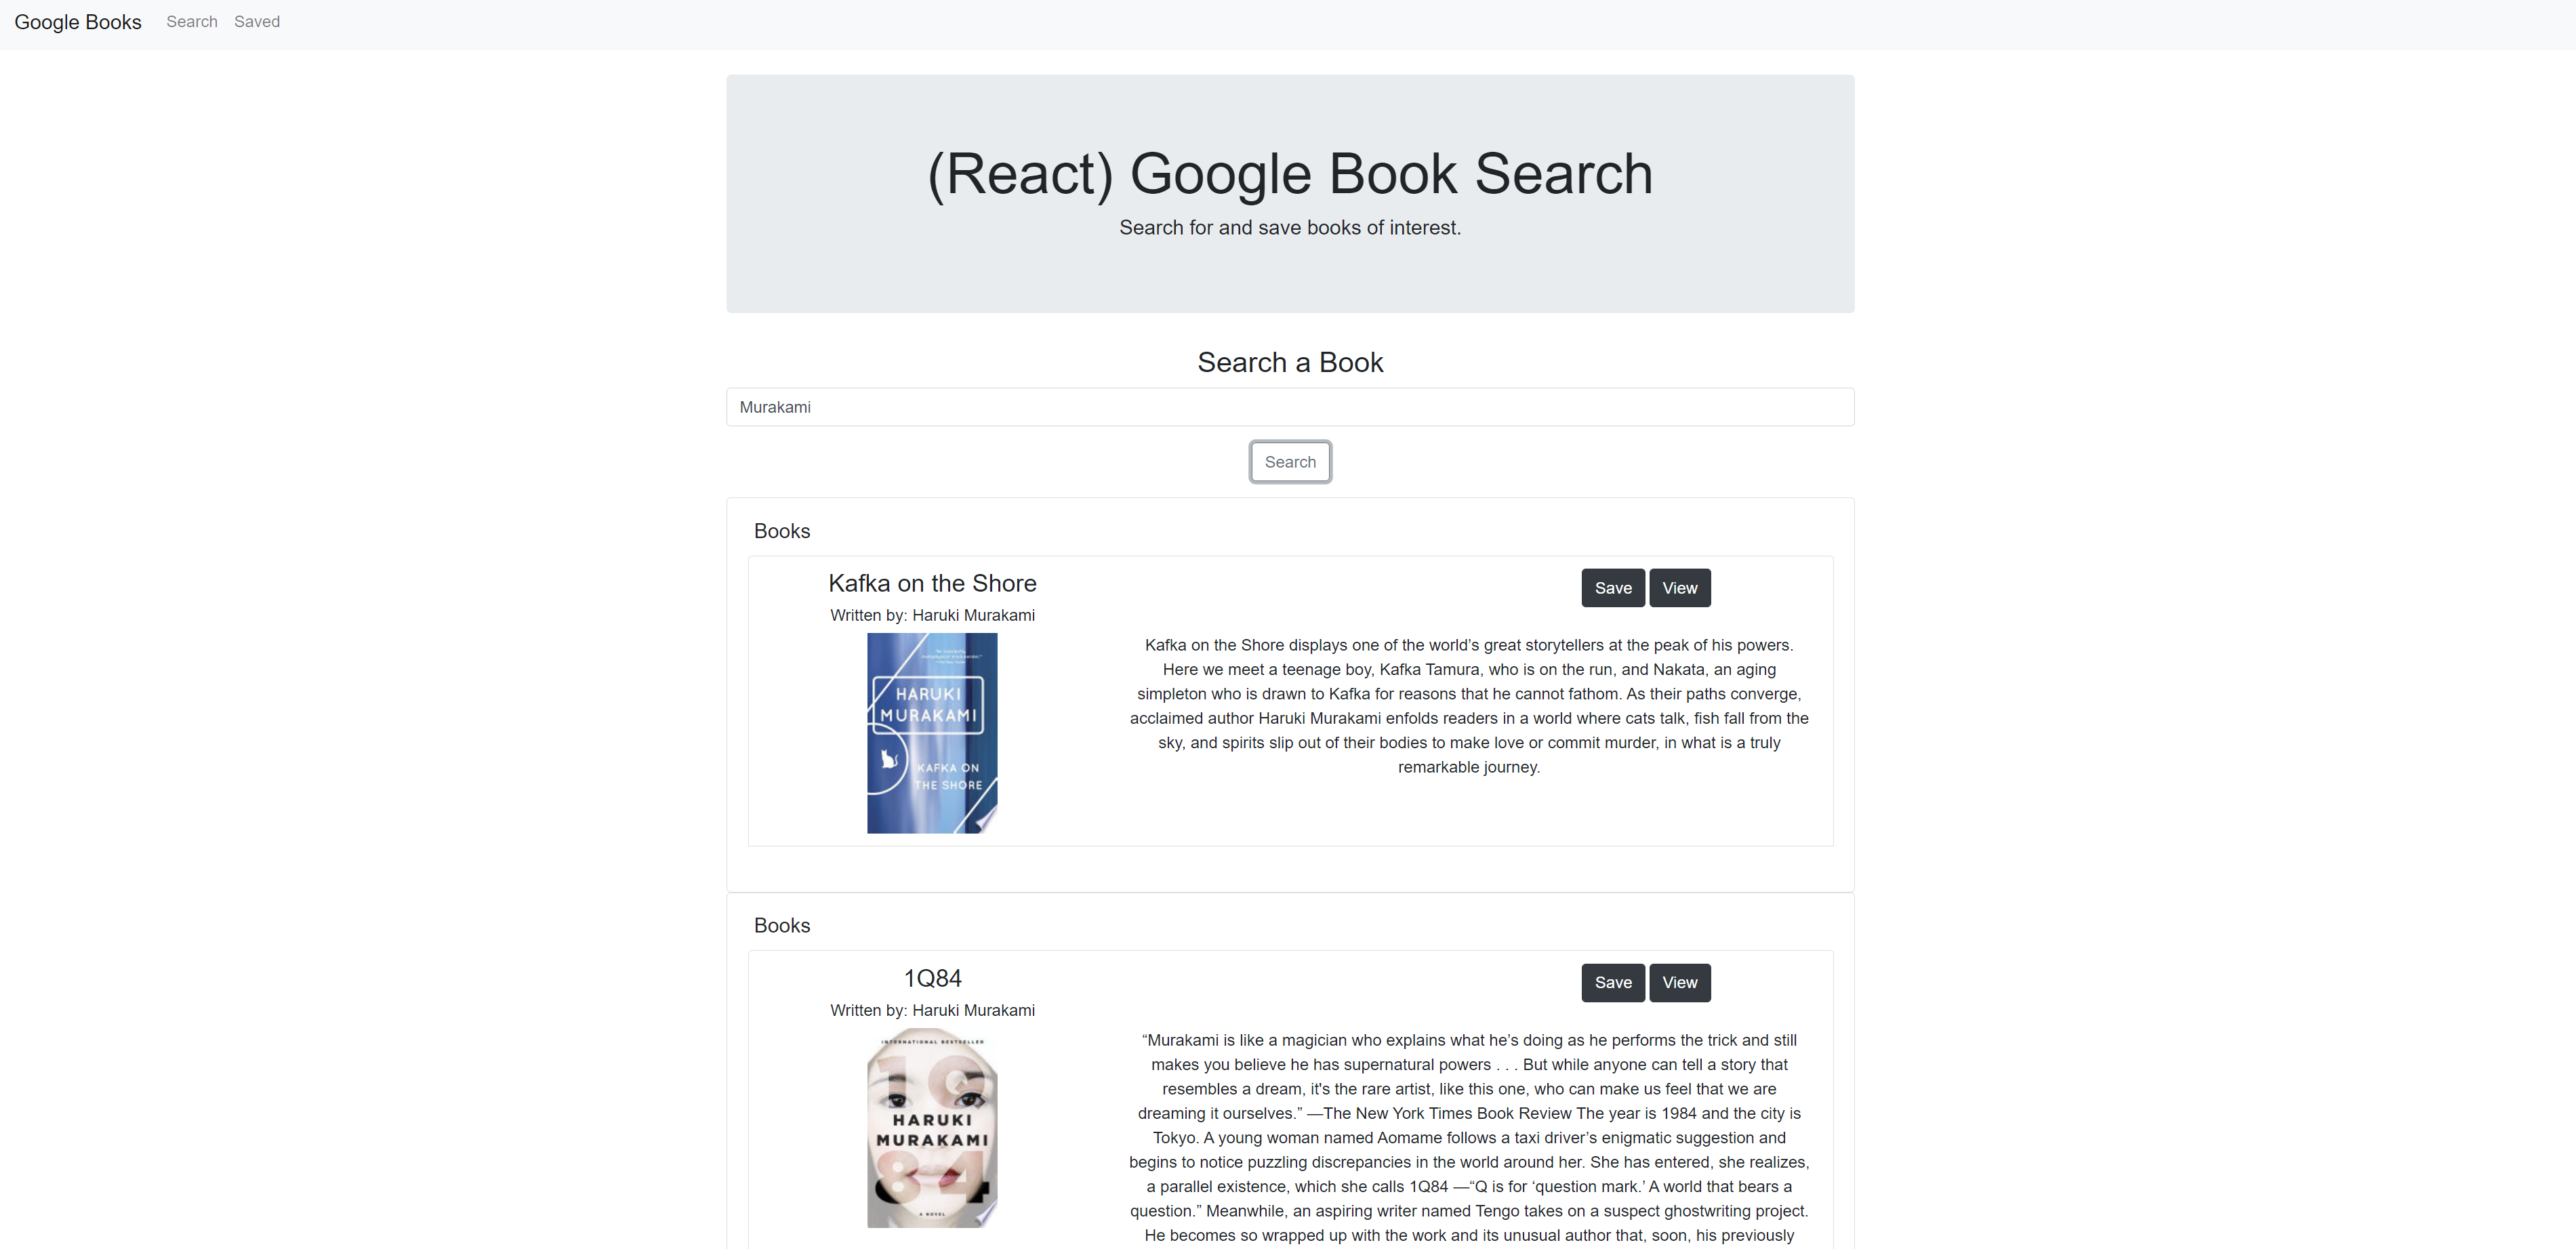 Google Books Search Saved
(React) Google Book Search
Search for and save books of interest.
Search a Book
Murakami
Search
Books
Kafka on the Shore
Written by: Haruki Murakami
HARUKI
MURAKAMI
KAFKA ON
THE SHORE
Save View
Kafka on the Shore displays one of the world’s great storytellers at the peak of his powers.
Here we meet a teenage boy, Kafka Tamura, who is on the run, and Nakata, an aging
simpleton who is drawn to Kafka for reasons that he cannot fathom. As their paths converge,
acclaimed author Haruki Murakami enfolds readers in a world where cats talk, fish fall from the
sky, and spirits slip out of their bodies to make love or commit murder, in what is a truly
remarkable journey.
Books
1Q84
Written by: Haruki Murakami
INTERNATIONAL BESTSELLER
1Q
HARUKI
MURAKAMI
84
A NOVEL
Save View
“Murakami is like a magician who explains what he’s doing as he performs the trick and still
makes you believe he has supernatural powers . . . But while anyone can tell a story that
resembles a dream, it's the rare artist, like this one, who can make us feel that we are
dreaming it ourselves.” —The New York Times Book Review The year is 1984 and the city is
Tokyo. A young woman named Aomame follows a taxi driver’s enigmatic suggestion and
begins to notice puzzling discrepancies in the world around her. She has entered, she realizes,
a parallel existence, which she calls 1Q84 —“Q is for ‘question mark.’ A world that bears a
question.” Meanwhile, an aspiring writer named Tengo takes on a suspect ghostwriting project.
He becomes so wrapped up with the work and its unusual author that, soon, his previously